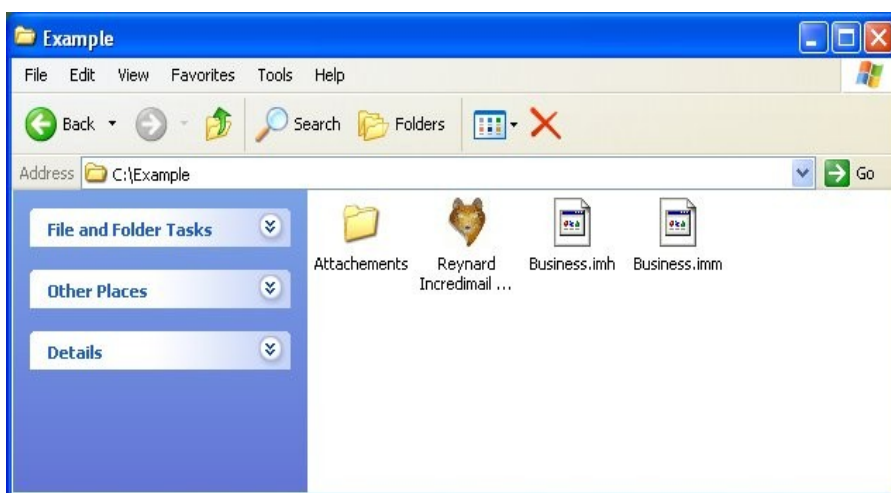 Example
File Edit View Favorites Tools Help
Back Search Folders
Address C:\Example Go
File and Folder Tasks
Other Places
Details
Attachements
Reynard
Incredimail ...
Business.imh
Business.imm